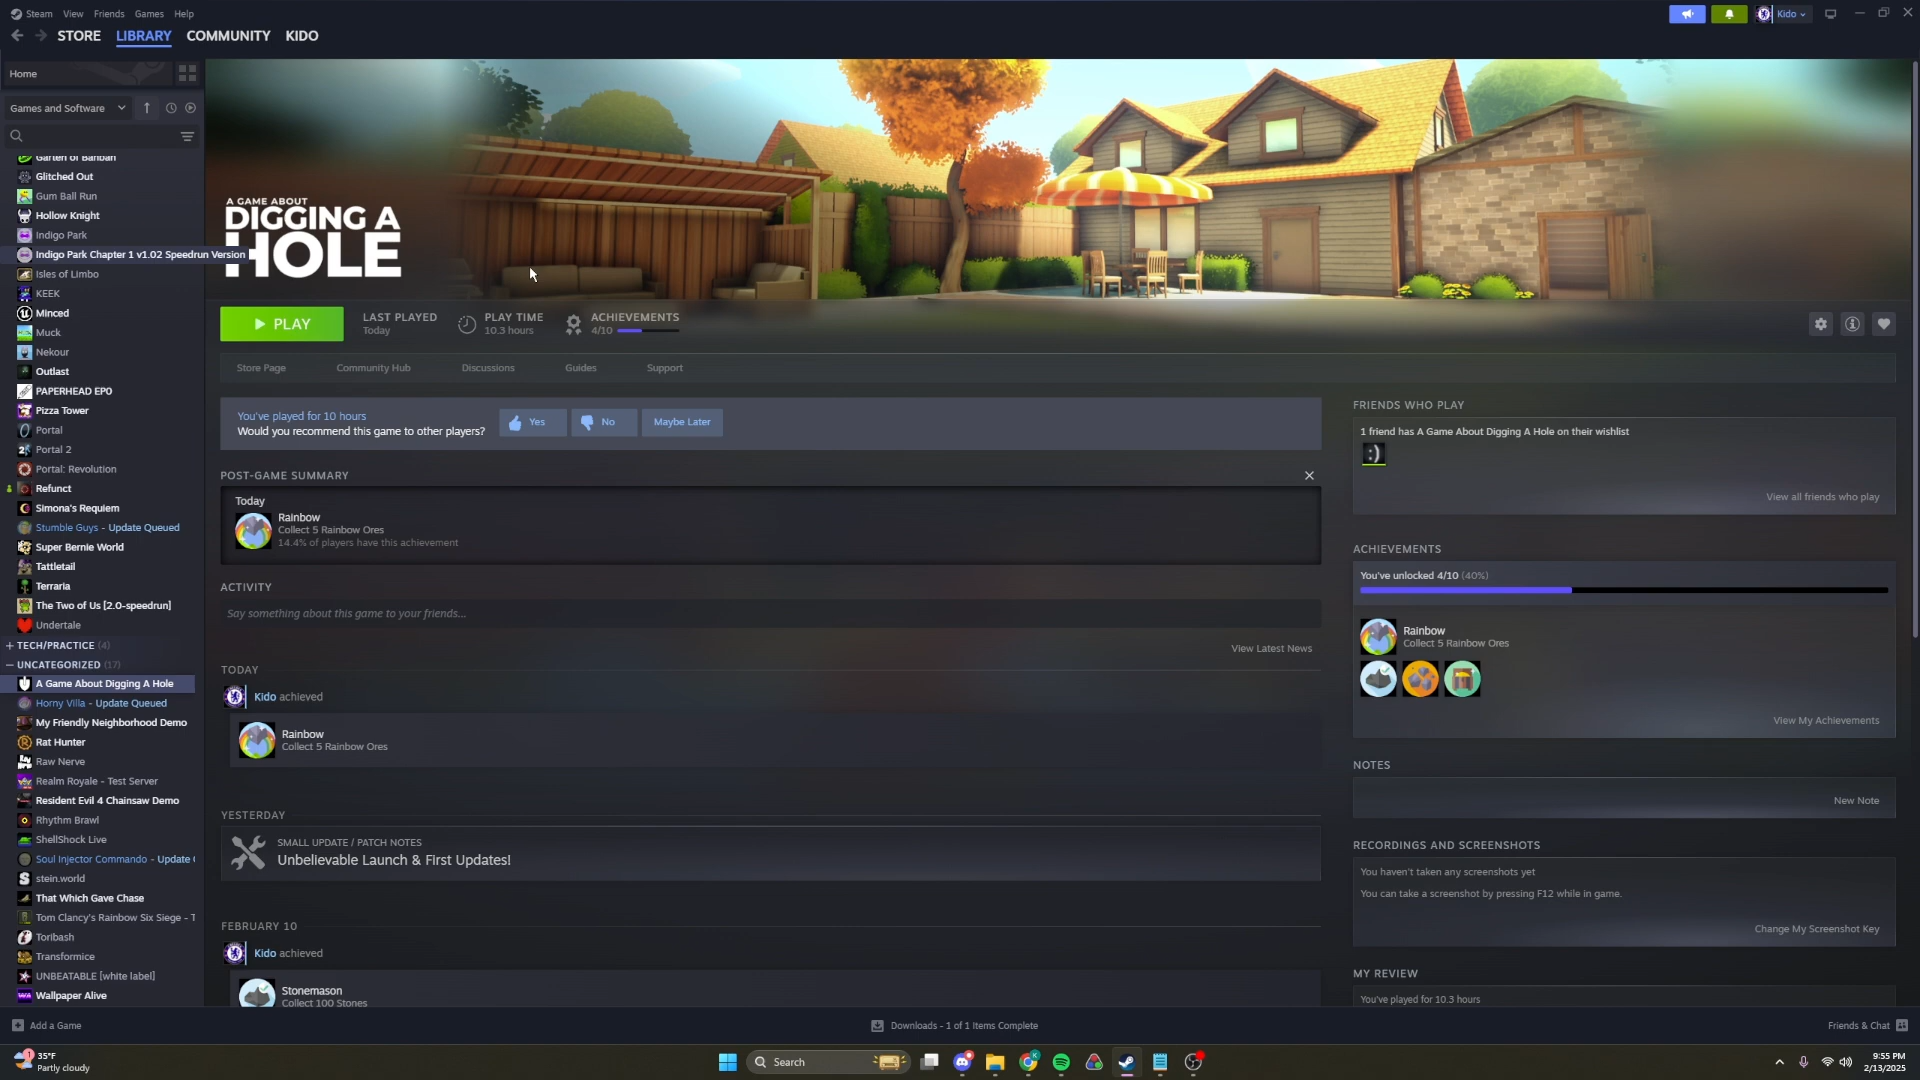 Steam View Friends Games Help
Kido
STORE LIBRARY COMMUNITY KIDO
Home
Games and Software
Garten of Banban
Glitched Out
Gum Ball Run
Hollow Knight
Indigo Park
Indigo Park Chapter 1 v1.02 Speedrun Version
Isles of Limbo
KEEK
Minced
Muck
Nekour
Outlast
PAPERHEAD EP0
Pizza Tower
Portal
Portal 2
Portal: Revolution
Refunct
Simona's Requiem
Stumble Guys - Update Queued
Super Bernie World
Tattletail
Terraria
The Two of Us [2.0-speedrun]
Undertale
+ TECH/PRACTICE (4)
– UNCATEGORIZED (17)
A Game About Digging A Hole
Horny Villa - Update Queued
My Friendly Neighborhood Demo
Rat Hunter
Raw Nerve
Realm Royale - Test Server
Resident Evil 4 Chainsaw Demo
Rhythm Brawl
ShellShock Live
Soul Injector Commando - Update
stein.world
That Which Gave Chase
Tom Clancy's Rainbow Six Siege - T
Toribash
Transformice
UNBEATABLE [white label]
Wallpaper Alive
A GAME ABOUT
DIGGING A
HOLE
PLAY
LAST PLAYED
Today
PLAY TIME
10.3 hours
ACHIEVEMENTS
4/10
Store Page
Community Hub
Discussions
Guides
Support
You've played for 10 hours
Would you recommend this game to other players?
Yes
No
Maybe Later
POST-GAME SUMMARY
Today
Rainbow
Collect 5 Rainbow Ores
14.4% of players have this achievement
ACTIVITY
Say something about this game to your friends...
View Latest News
TODAY
Kido achieved
Rainbow
Collect 5 Rainbow Ores
YESTERDAY
SMALL UPDATE / PATCH NOTES
Unbelievable Launch & First Updates!
FEBRUARY 10
Kido achieved
Stonemason
Collect 100 Stones
FRIENDS WHO PLAY
1 friend has A Game About Digging A Hole on their wishlist
:)
View all friends who play
ACHIEVEMENTS
You've unlocked 4/10 (40%)
Rainbow
Collect 5 Rainbow Ores
View My Achievements
NOTES
New Note
RECORDINGS AND SCREENSHOTS
You haven't taken any screenshots yet
You can take a screenshot by pressing F12 while in game.
Change My Screenshot Key
MY REVIEW
You've played for 10.3 hours
Add a Game
Downloads - 1 of 1 Items Complete
Friends & Chat
1
35°F
Partly cloudy
Search
9:55 PM
2/13/2025